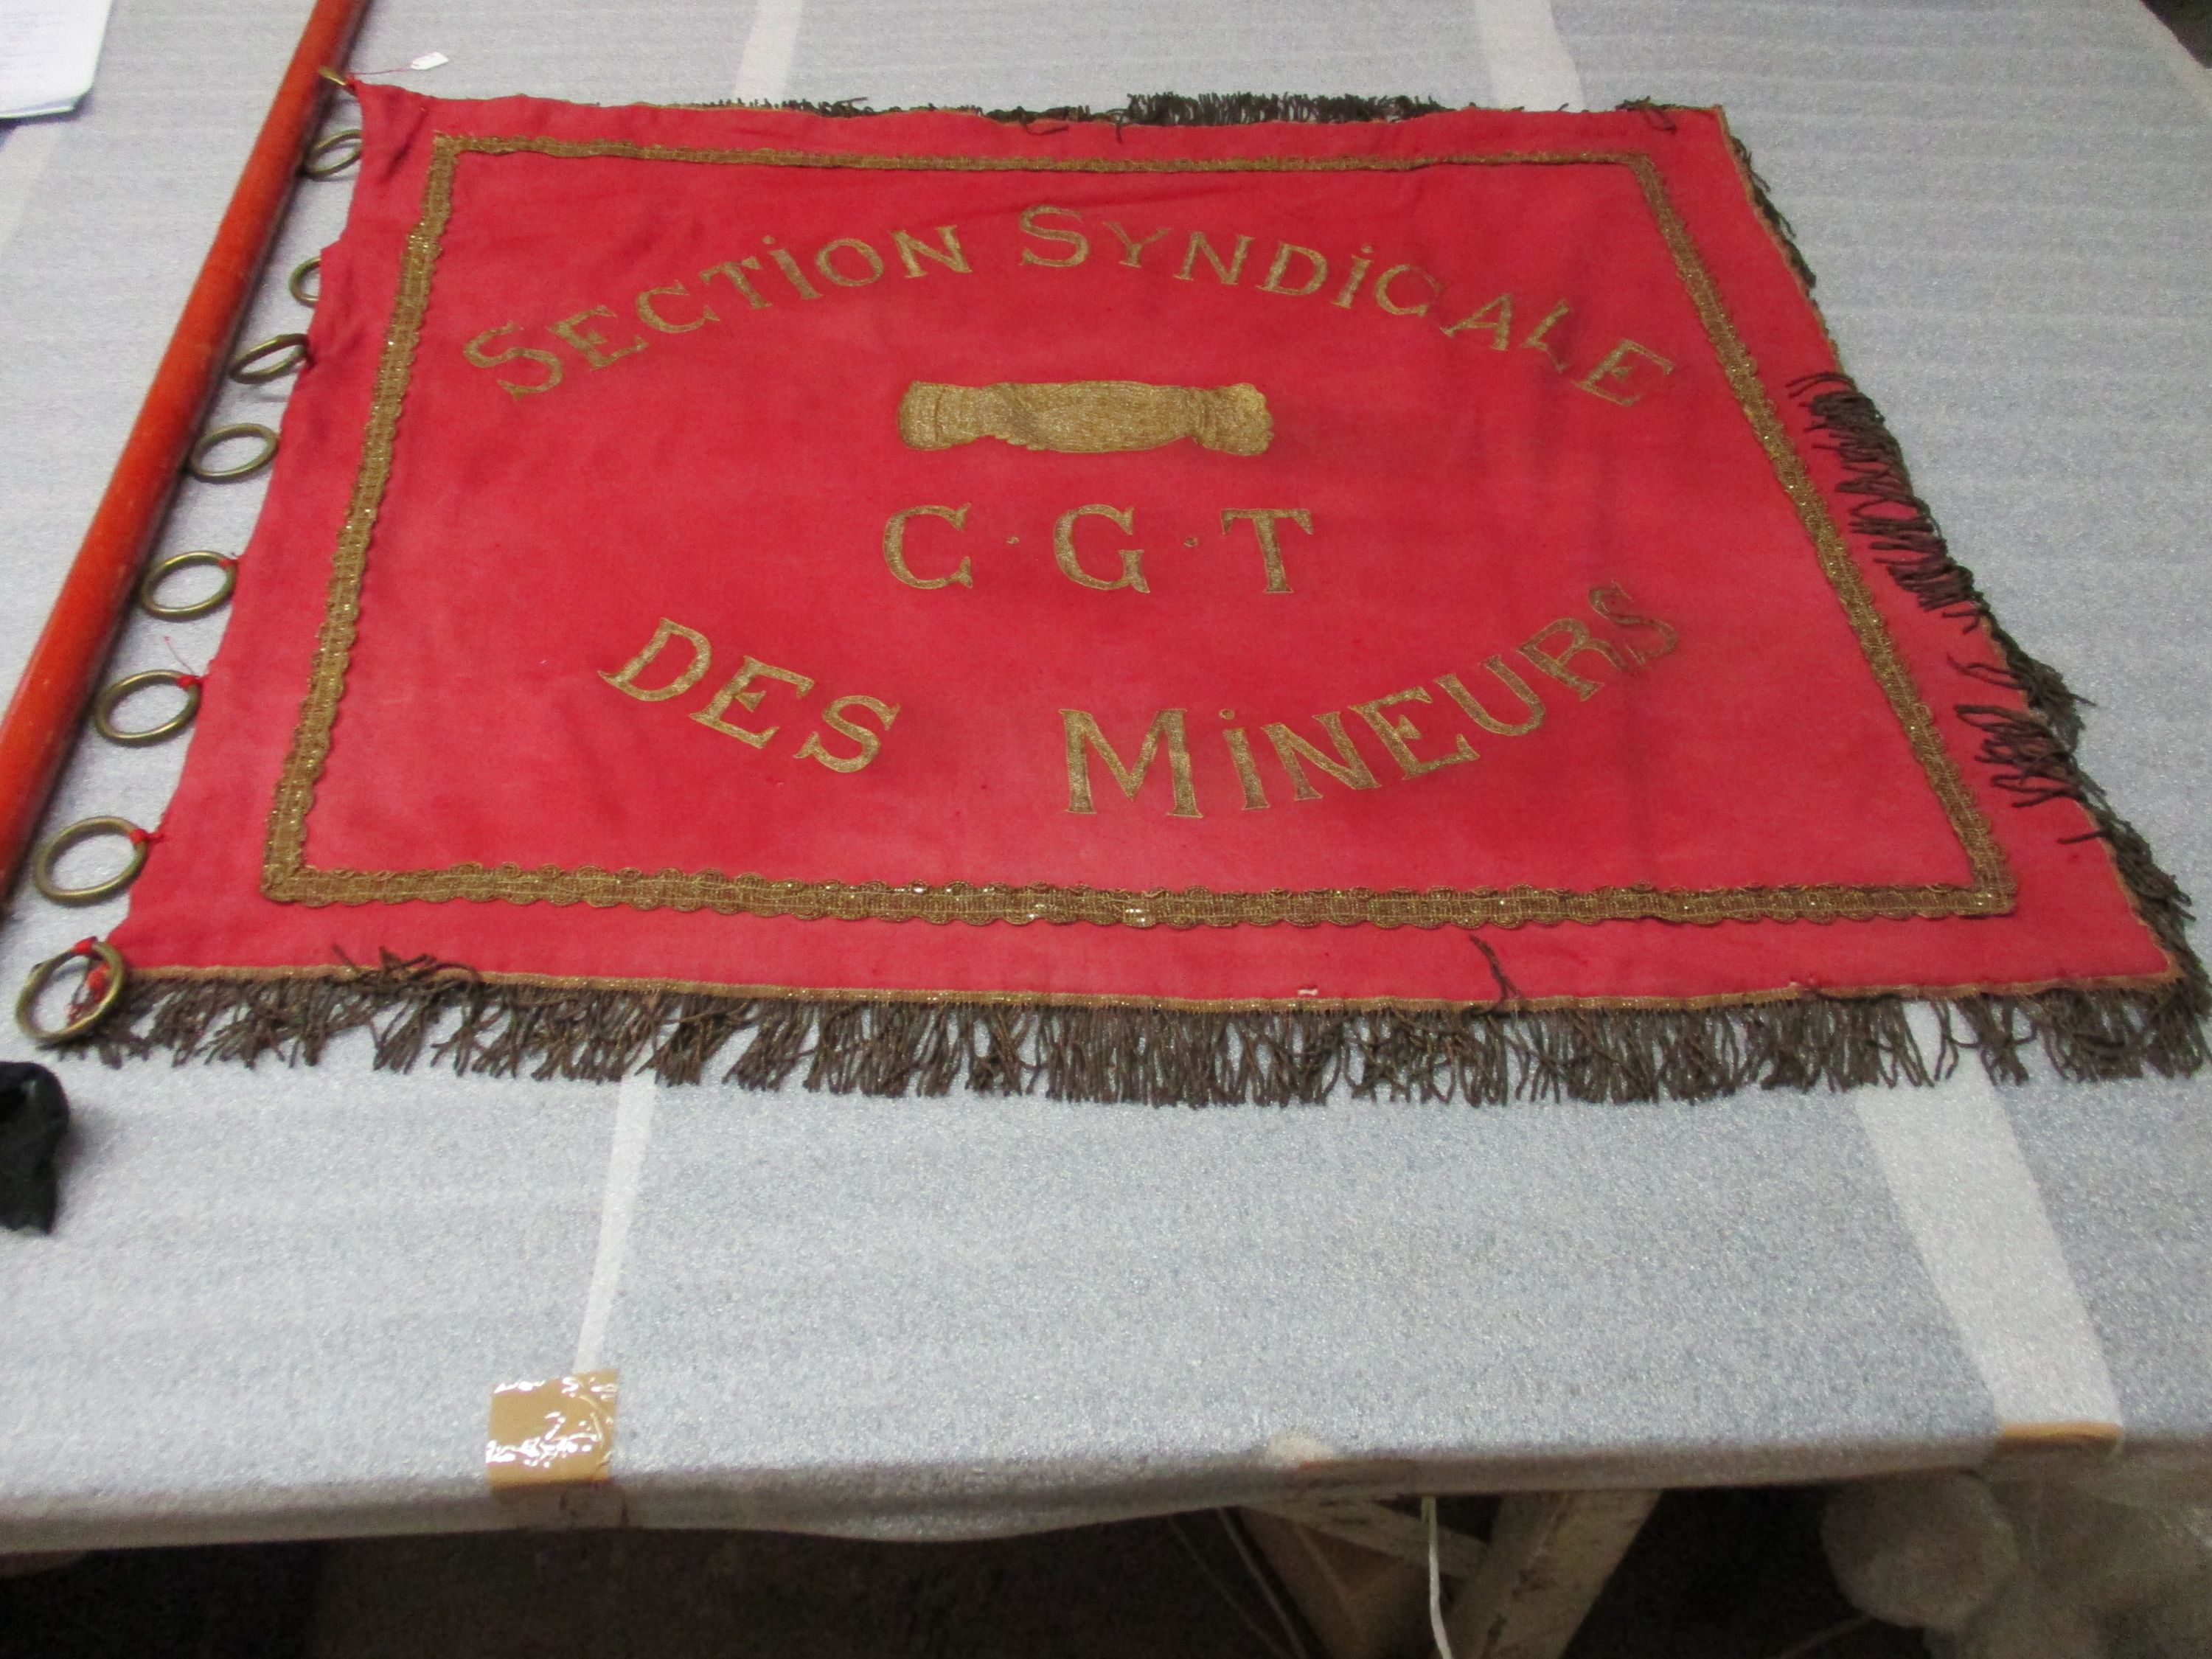 SECTiON SYNDiCALE
C·G·T
DES MiNEURS